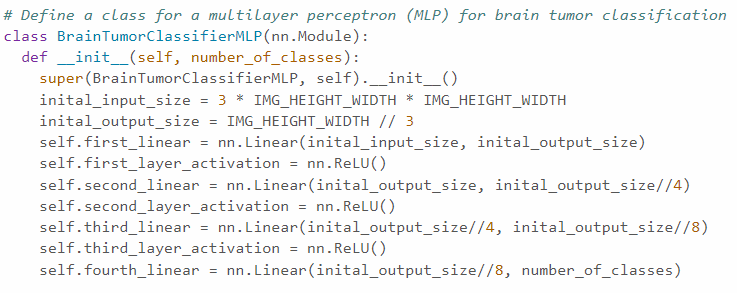 # Define a class for a multilayer perceptron (MLP) for brain tumor classification
class BrainTumorClassifierMLP(nn.Module):
  def __init__(self, number_of_classes):
    super(BrainTumorClassifierMLP, self).__init__()
    inital_input_size = 3 * IMG_HEIGHT_WIDTH * IMG_HEIGHT_WIDTH
    inital_output_size = IMG_HEIGHT_WIDTH // 3
    self.first_linear = nn.Linear(inital_input_size, inital_output_size)
    self.first_layer_activation = nn.ReLU()
    self.second_linear = nn.Linear(inital_output_size, inital_output_size//4)
    self.second_layer_activation = nn.ReLU()
    self.third_linear = nn.Linear(inital_output_size//4, inital_output_size//8)
    self.third_layer_activation = nn.ReLU()
    self.fourth_linear = nn.Linear(inital_output_size//8, number_of_classes)